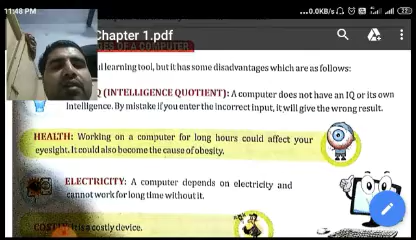 11:48 PM
...0.0KB/s
Chapter 1.pdf
OF A COMPUTER
ul learning tool, but it has some disadvantages which are as follows:
Q (INTELLIGENCE QUOTIENT): A computer does not have an IQ or its own
intelligence. By mistake if you enter the incorrect input, it will give the wrong result.
HEALTH: Working on a computer for long hours could affect your
eyesight. It could also become the cause of obesity.
ELECTRICITY: A computer depends on electricity and
cannot work for long time without it.
COSTLY: It is a costly device.